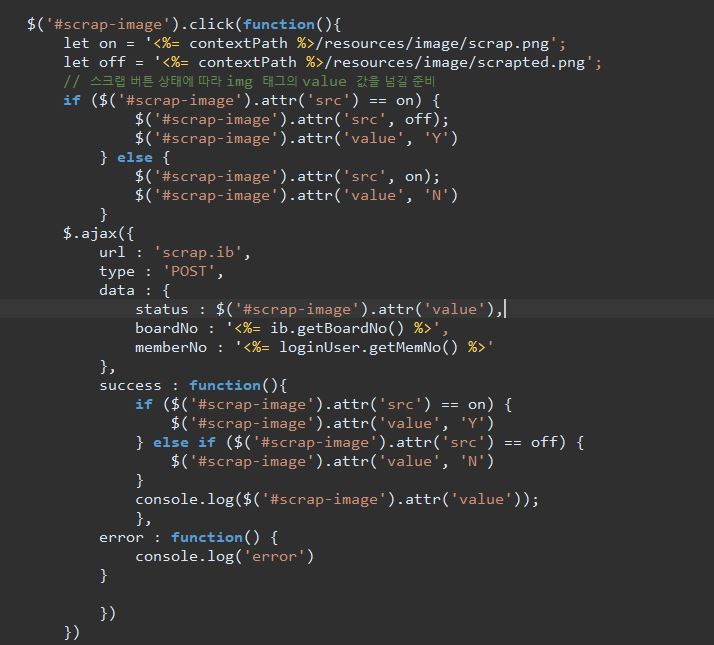 $('#scrap-image').click(function(){
let on = '<%= contextPath %>/resources/image/scrap.png';
let off = '<%= contextPath %>/resources/image/scrapted.png';
// 스크랩 버튼 상태에 따라 img 태그의 value 값을 넘길 준비
if ($('#scrap-image').attr('src') == on) {
$('#scrap-image').attr('src', off);
$('#scrap-image').attr('value', 'Y')
} else {
$('#scrap-image').attr('src', on);
$('#scrap-image').attr('value', 'N')
}
$.ajax({
url : 'scrap.ib',
type : 'POST',
data : {
status : $('#scrap-image').attr('value'),
boardNo : '<%= ib.getBoardNo() %>',
memberNo : '<%= loginUser.getMemNo() %>'
},
success : function(){
if ($('#scrap-image').attr('src') == on) {
$('#scrap-image').attr('value', 'Y')
} else if ($('#scrap-image').attr('src') == off) {
$('#scrap-image').attr('value', 'N')
}
console.log($('#scrap-image').attr('value'));
},
error : function() {
console.log('error')
}
})
})